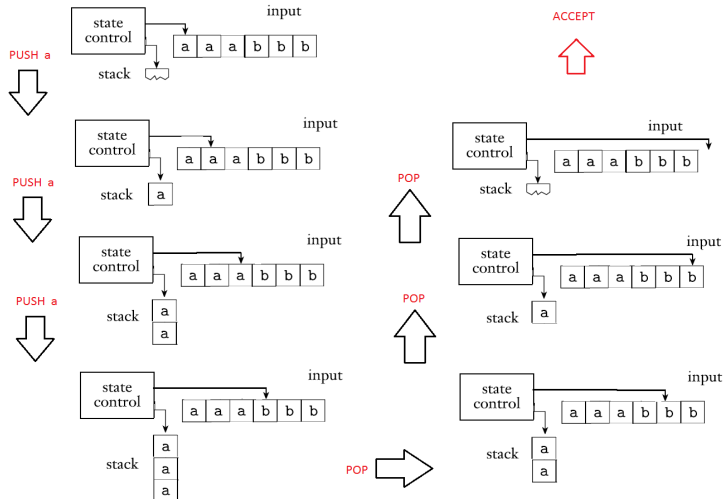 state
control
input
a a a b b b
stack
PUSH a
state
control
input
a a a b b b
stack
a
PUSH a
state
control
input
a a a b b b
stack
a
a
PUSH a
state
control
input
a a a b b b
stack
a
a
a
POP
state
control
input
a a a b b b
stack
a
a
POP
state
control
input
a a a b b b
stack
a
POP
state
control
input
a a a b b b
stack
ACCEPT